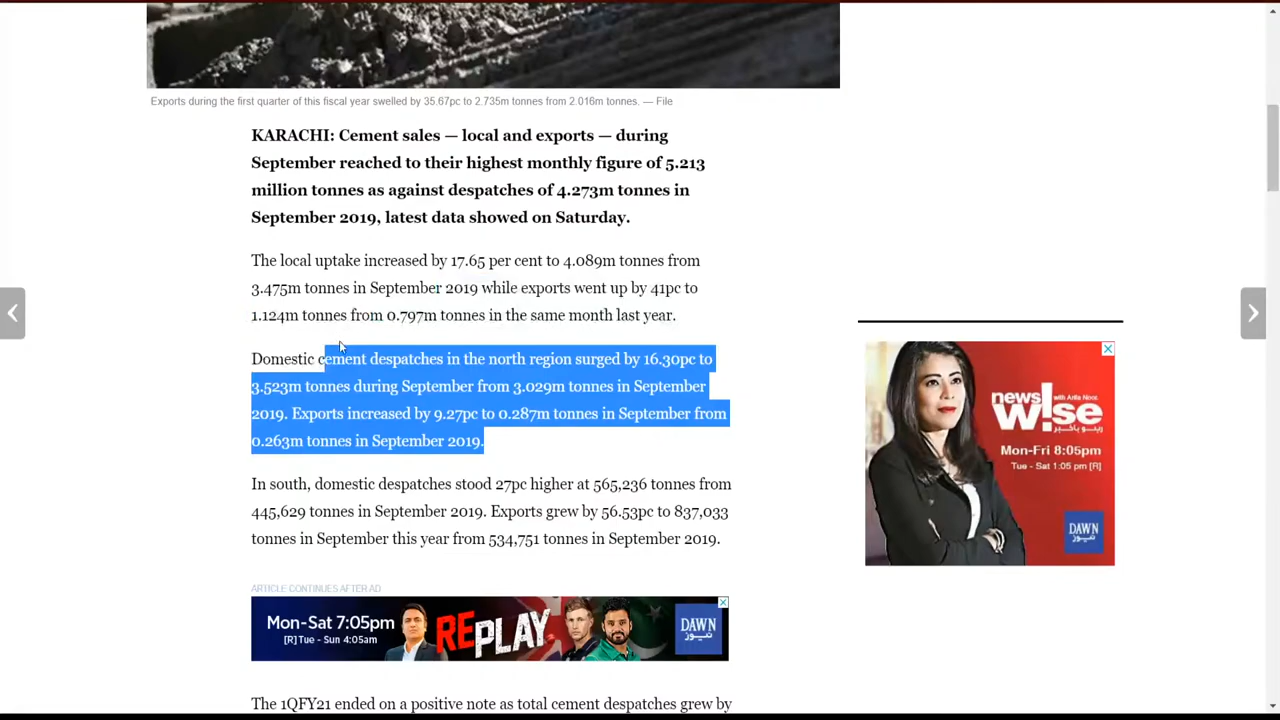 Exports during the first quarter of this fiscal year swelled by 35.67pc to 2.735m tonnes from 2.016m tonnes. — File
KARACHI: Cement sales — local and exports — during
September reached to their highest monthly figure of 5.213
million tonnes as against despatches of 4.273m tonnes in
September 2019, latest data showed on Saturday.
The local uptake increased by 17.65 per cent to 4.089m tonnes from
3.475m tonnes in September 2019 while exports went up by 41pc to
1.124m tonnes from 0.797m tonnes in the same month last year.
Domestic cement despatches in the north region surged by 16.30pc to
3.523m tonnes during September from 3.029m tonnes in September
2019. Exports increased by 9.27pc to 0.287m tonnes in September from
0.263m tonnes in September 2019.
In south, domestic despatches stood 27pc higher at 565,236 tonnes from
445,629 tonnes in September 2019. Exports grew by 56.53pc to 837,033
tonnes in September this year from 534,751 tonnes in September 2019.
ARTICLE CONTINUES AFTER AD
Mon-Sat 7:05pm
[R]Tue - Sun 4:05am
REPLAY
DAWN
نیوز
The 1QFY21 ended on a positive note as total cement despatches grew by
news with Arifa Noor
w!se
Mon-Fri 8:05pm
Tue - Sat 1:05 pm [R]
DAWN
نیوز